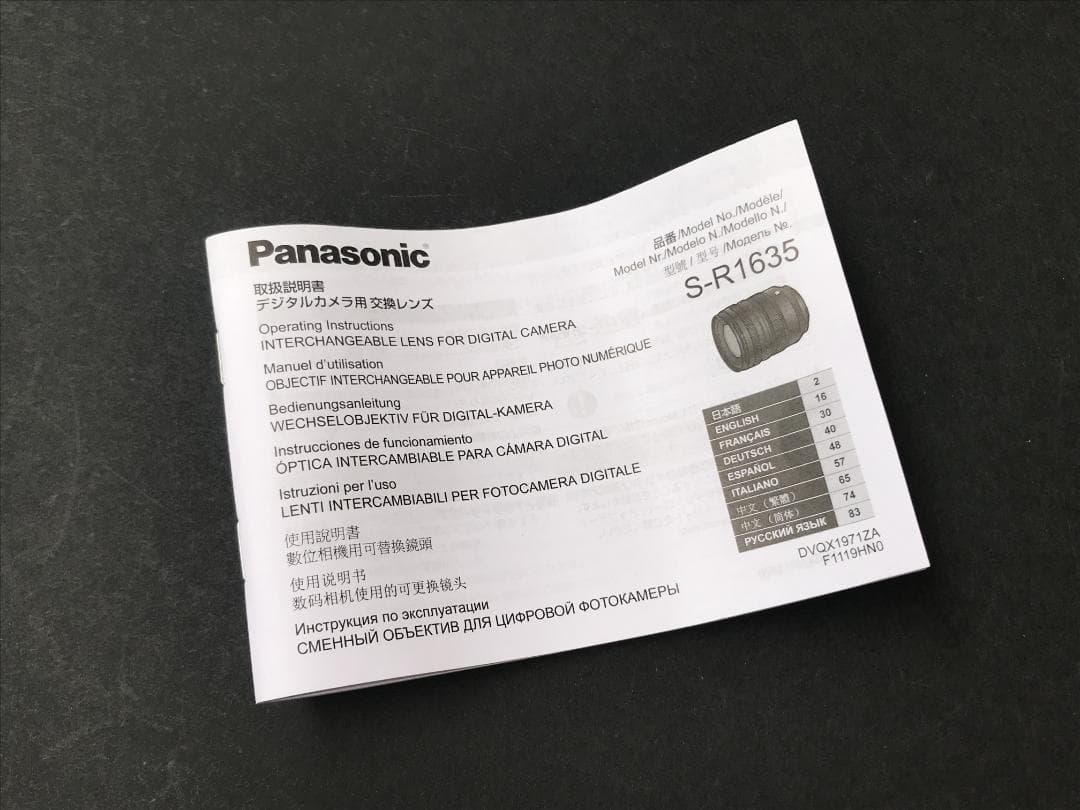 Panasonic®
取扱説明書
デジタルカメラ用 交換レンズ
Operating Instructions
INTERCHANGEABLE LENS FOR DIGITAL CAMERA
Manuel d'utilisation
OBJECTIF INTERCHANGEABLE POUR APPAREIL PHOTO NUMÉRIQUE
Bedienungsanleitung
WECHSELOBJEKTIV FÜR DIGITAL-KAMERA
Instrucciones de funcionamiento
ÓPTICA INTERCAMBIABLE PARA CÁMARA DIGITAL
Istruzioni per l'uso
LENTI INTERCAMBIABILI PER FOTOCAMERA DIGITALE
使用說明書
數位相機用可替換鏡頭
使用说明书
数码相机使用的可更换镜头
Инструкция по эксплуатации
СМЕННЫЙ ОБЪЕКТИВ ДЛЯ ЦИФРОВОЙ ФОТОКАМЕРЫ
品番/Model No./Modèle/
Model Nr./Modelo N./Modello N./
型號 / 型号 /Модель №.
S-R1635
日本語 2
ENGLISH 16
FRANÇAIS 30
DEUTSCH 40
ESPAÑOL 48
ITALIANO 57
中文（繁體） 65
中文（简体） 74
РУССКИЙ ЯЗЫК 83
DVQX1971ZA
F1119HN0